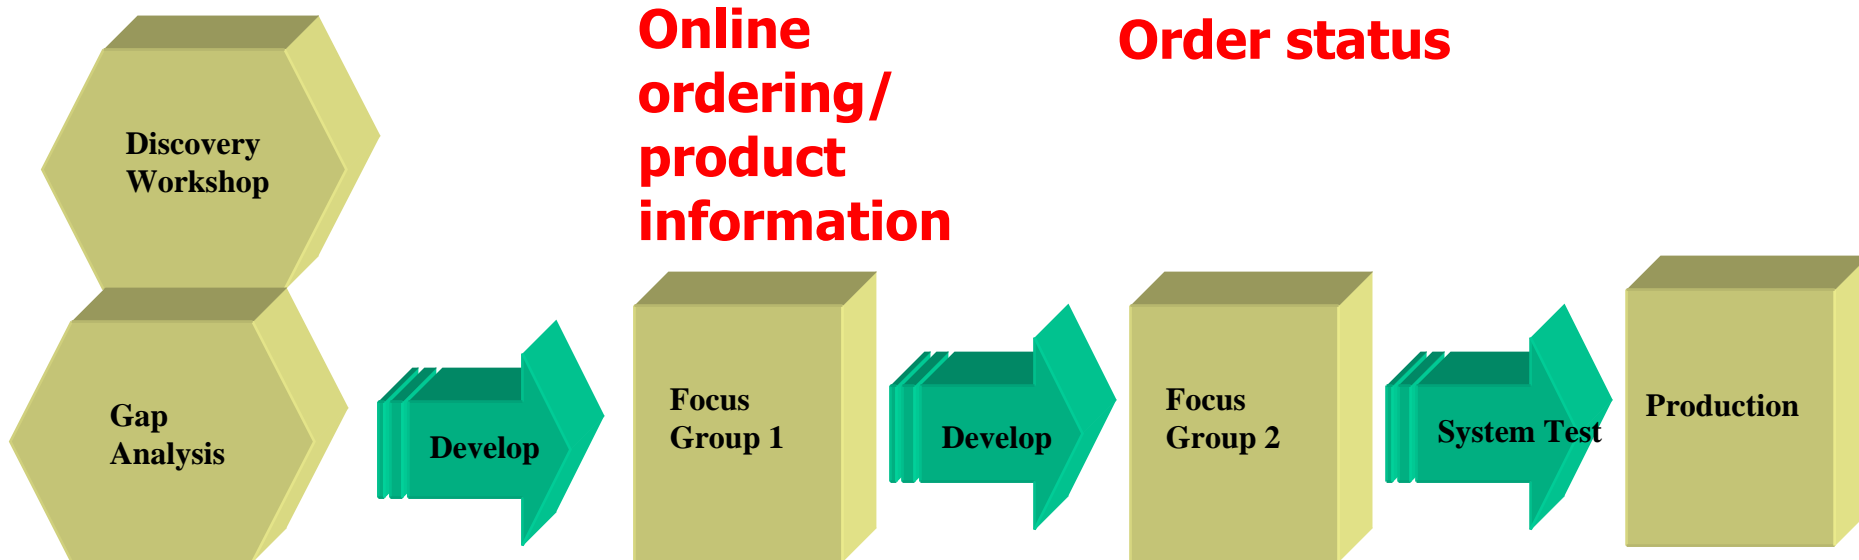 Online
ordering/
product
information
Order status
Discovery
Workshop
Gap
Analysis
Develop
Focus
Group 1
Develop
Focus
Group 2
System Test
Production